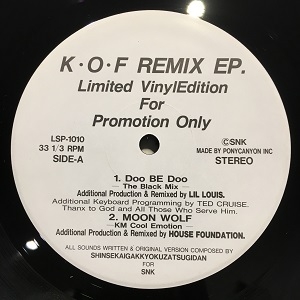 K·O·F REMIX EP.
Limited VinylEdition
For
Promotion Only
LSP-1010
33 1/3 RPM
SIDE-A
©SNK
MADE BY PONYCANYON INC
STEREO
1. Doo BE Doo
— The Black Mix —
Additional Production & Remixed by LIL LOUIS.
Additional Keyboard Programming by TED CRUISE.
Thanx to God and All Those Who Serve Him.
2. MOON WOLF
— KM Cool Emotion —
Additional Production & Remixed by HOUSE FOUNDATION.
ALL SOUNDS WRITTEN & ORIGINAL VERSION COMPOSED BY
SHINSEKAIGAKKYOKUZATSUGIDAN
FOR
SNK